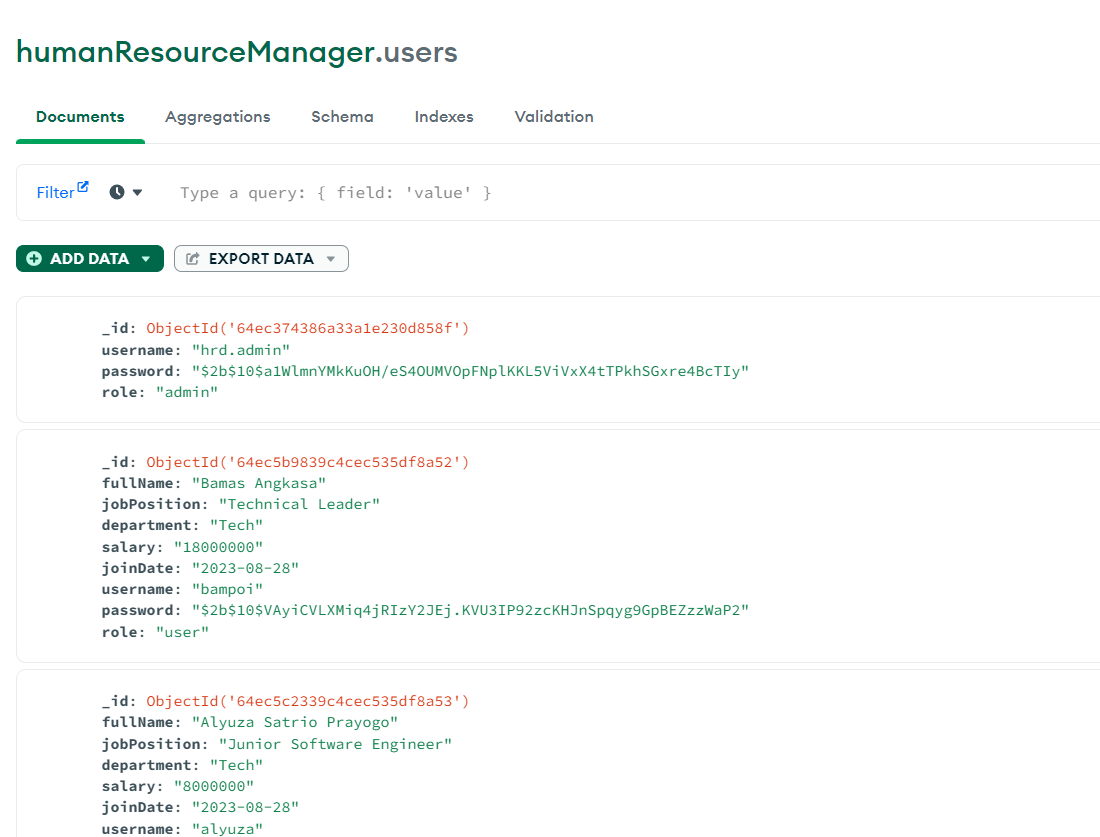 humanResourceManager.users
Documents Aggregations Schema Indexes Validation
Filter Type a query: { field: 'value' }
ADD DATA EXPORT DATA
_id: ObjectId('64ec374386a33a1e230d858f')
username: "hrd.admin"
password: "$2b$10$a1WlmnYMkKuOH/eS4OUMVOpFNplKKL5ViVxX4tTPkhSGxre4BcTIy"
role: "admin"
_id: ObjectId('64ec5b9839c4cec535df8a52')
fullName: "Bamas Angkasa"
jobPosition: "Technical Leader"
department: "Tech"
salary: "18000000"
joinDate: "2023-08-28"
username: "bampoi"
password: "$2b$10$VAyiCVLXMiq4jRIzY2JEj.KVU3IP92zcKHJnSpqyg9GpBEZzzWaP2"
role: "user"
_id: ObjectId('64ec5c2339c4cec535df8a53')
fullName: "Alyuza Satrio Prayogo"
jobPosition: "Junior Software Engineer"
department: "Tech"
salary: "8000000"
joinDate: "2023-08-28"
username: "alyuza"